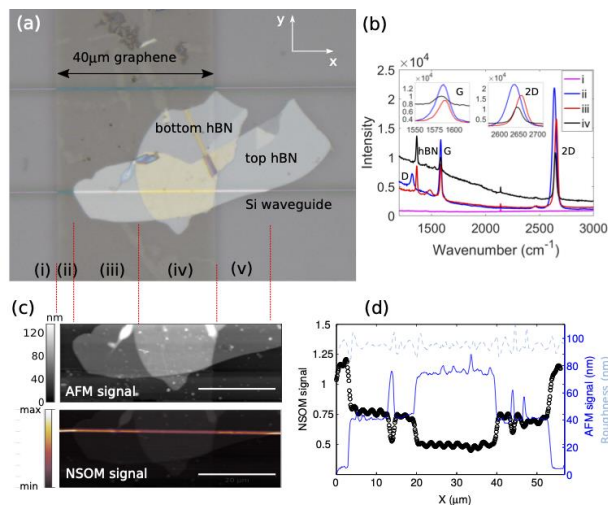 (a)
y
x
40μm graphene
bottom hBN
top hBN
Si waveguide
(i) (ii) (iii) (iv) (v)
(b)
×10⁴
2.5
2
1.5
1
0.5
0
Intensity
×10⁴
1.4
1.2
1
0.8
0.6
0.4
G
1550 1575 1600
×10⁴
2
1.5
1
0.5
0
2D
2600 2650 2700
i
ii
iii
iv
hBN
G
D
2D
1500 2000 2500 3000
Wavenumber (cm⁻¹)
(c)
nm
120
80
40
0
AFM signal
max
min
NSOM signal
(d)
1.5
1.25
1
0.75
0.5
NSOM signal
100
80
60
40
20
0
AFM signal (nm)
Roughness (nm)
0 10 20 30 40 50
X (μm)